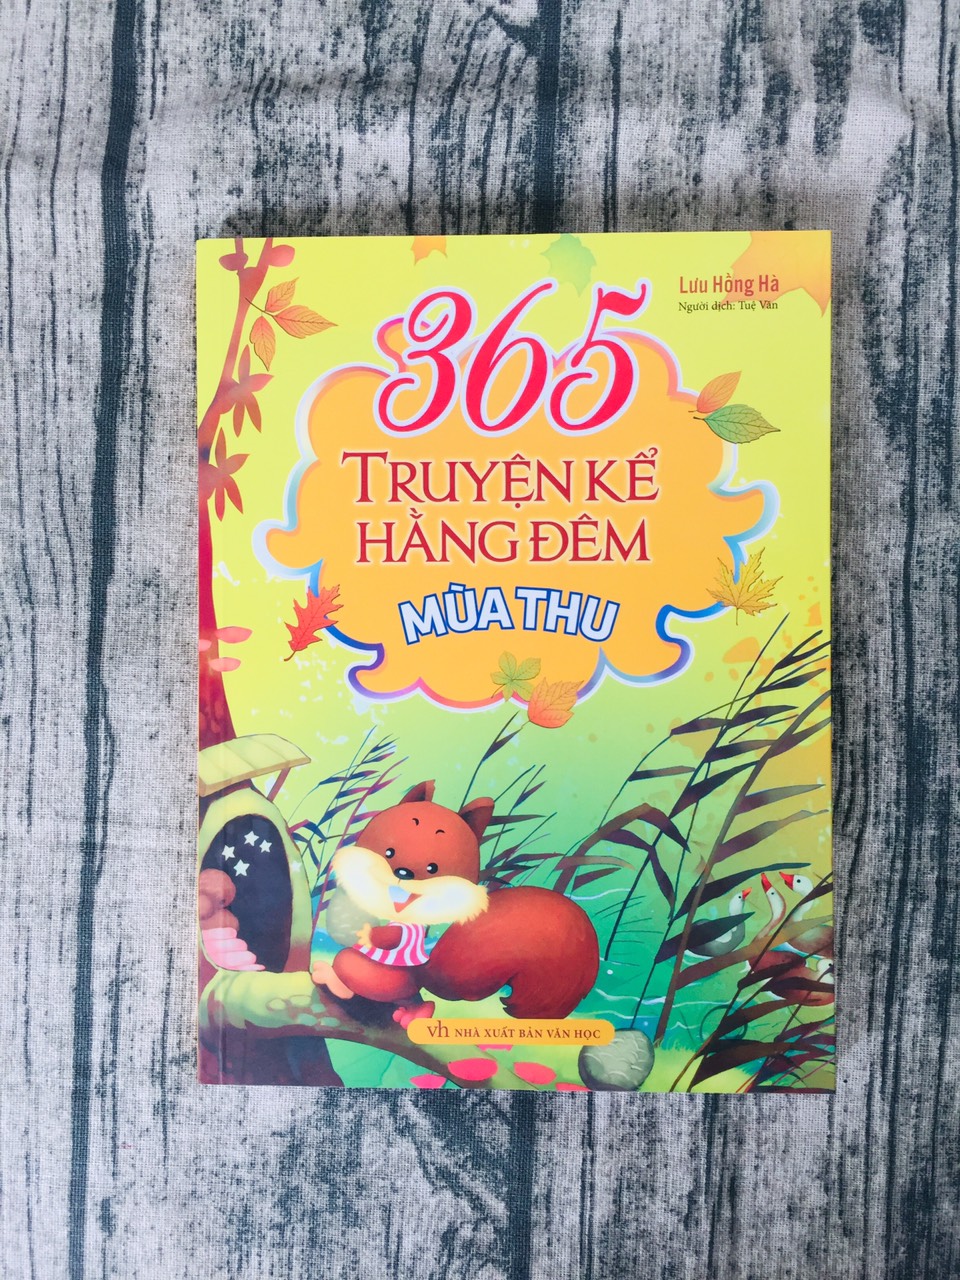 Lưu Hồng Hà
Người dịch: Tuệ Văn
365
TRUYỆN KỂ
HẰNG ĐÊM
MÙA THU
vh NHÀ XUẤT BẢN VĂN HỌC